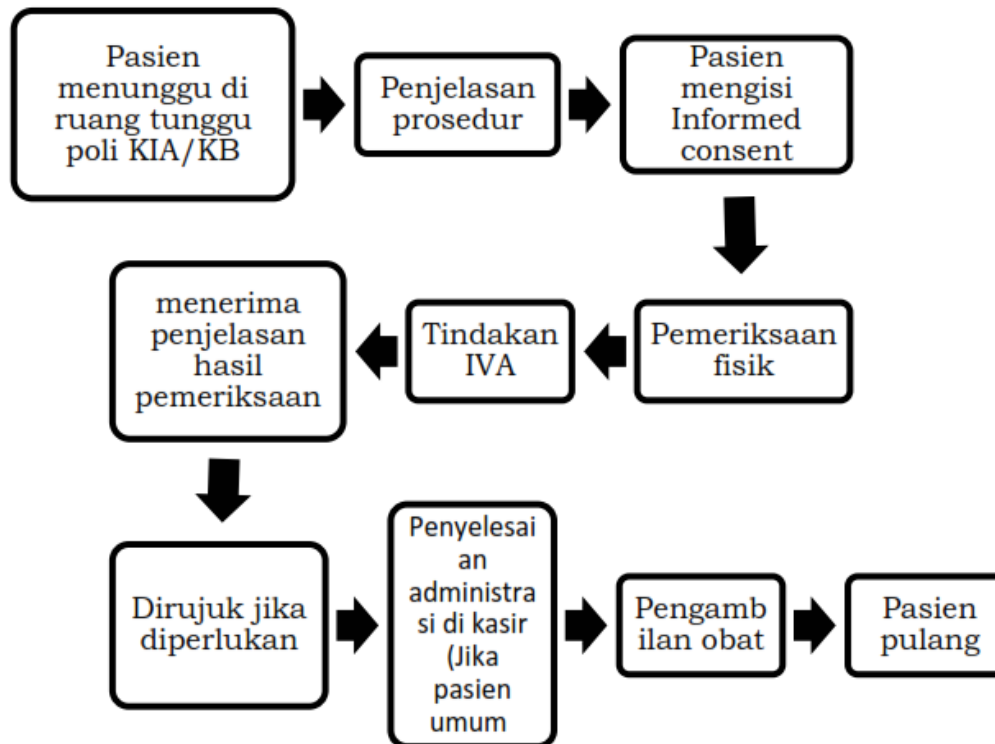 Pasien
menunggu di
ruang tunggu
poli KIA/KB
Penjelasan
prosedur
Pasien
mengisi
Informed
consent
Pemeriksaan
fisik
Tindakan
IVA
menerima
penjelasan
hasil
pemeriksaan
Dirujuk jika
diperlukan
Penyelesai
an
administra
si di kasir
(Jika
pasien
umum
Pengamb
ilan obat
Pasien
pulang